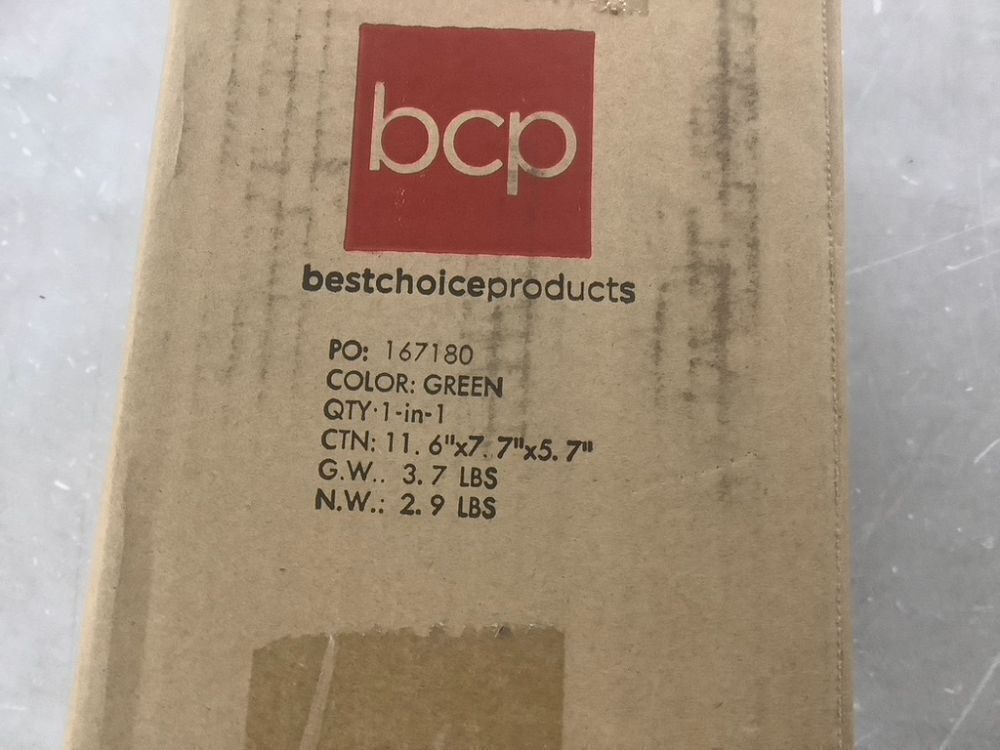 bcp
bestchoiceproducts
PO: 167180
COLOR: GREEN
QTY·1-in-1
CTN: 11. 6"x7. 7"x5. 7"
G.W.. 3. 7 LBS
N.W.: 2. 9 LBS